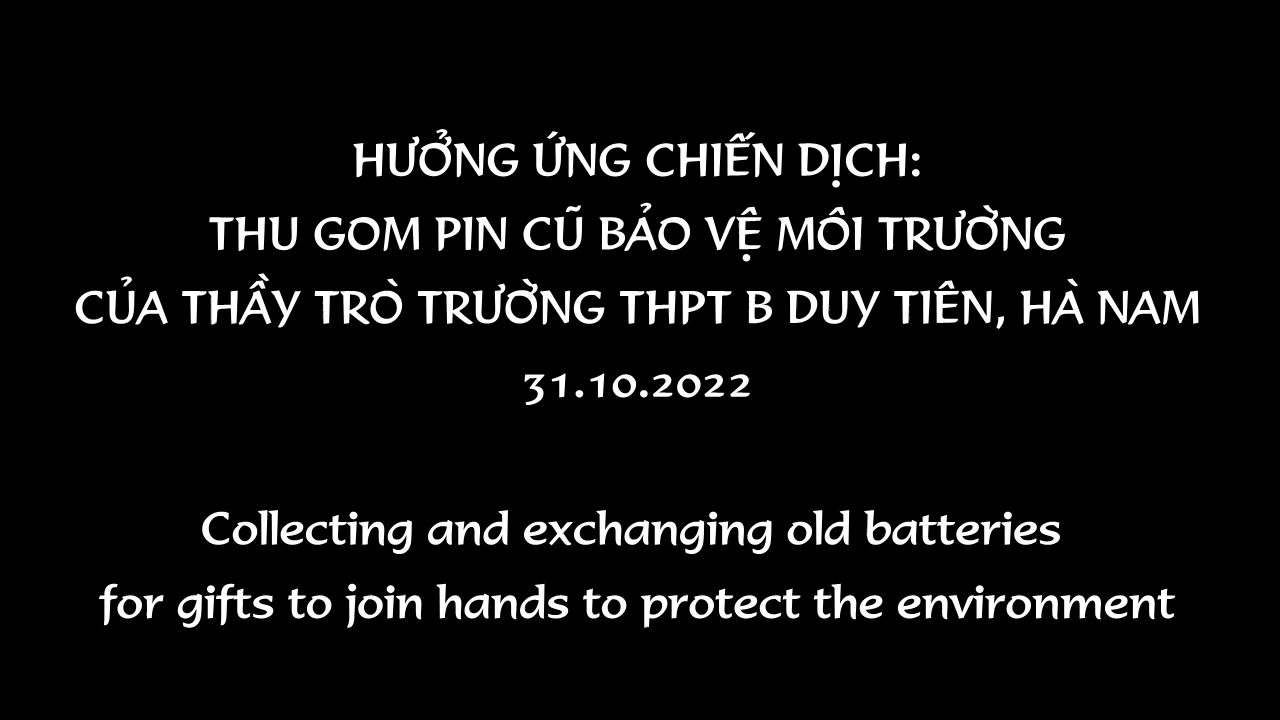 HƯỞNG ỨNG CHIẾN DỊCH:
THU GOM PIN CŨ BẢO VỆ MÔI TRƯỜNG
CỦA THẦY TRÒ TRƯỜNG THPT B DUY TIÊN, HÀ NAM
31.10.2022
Collecting and exchanging old batteries
for gifts to join hands to protect the environment